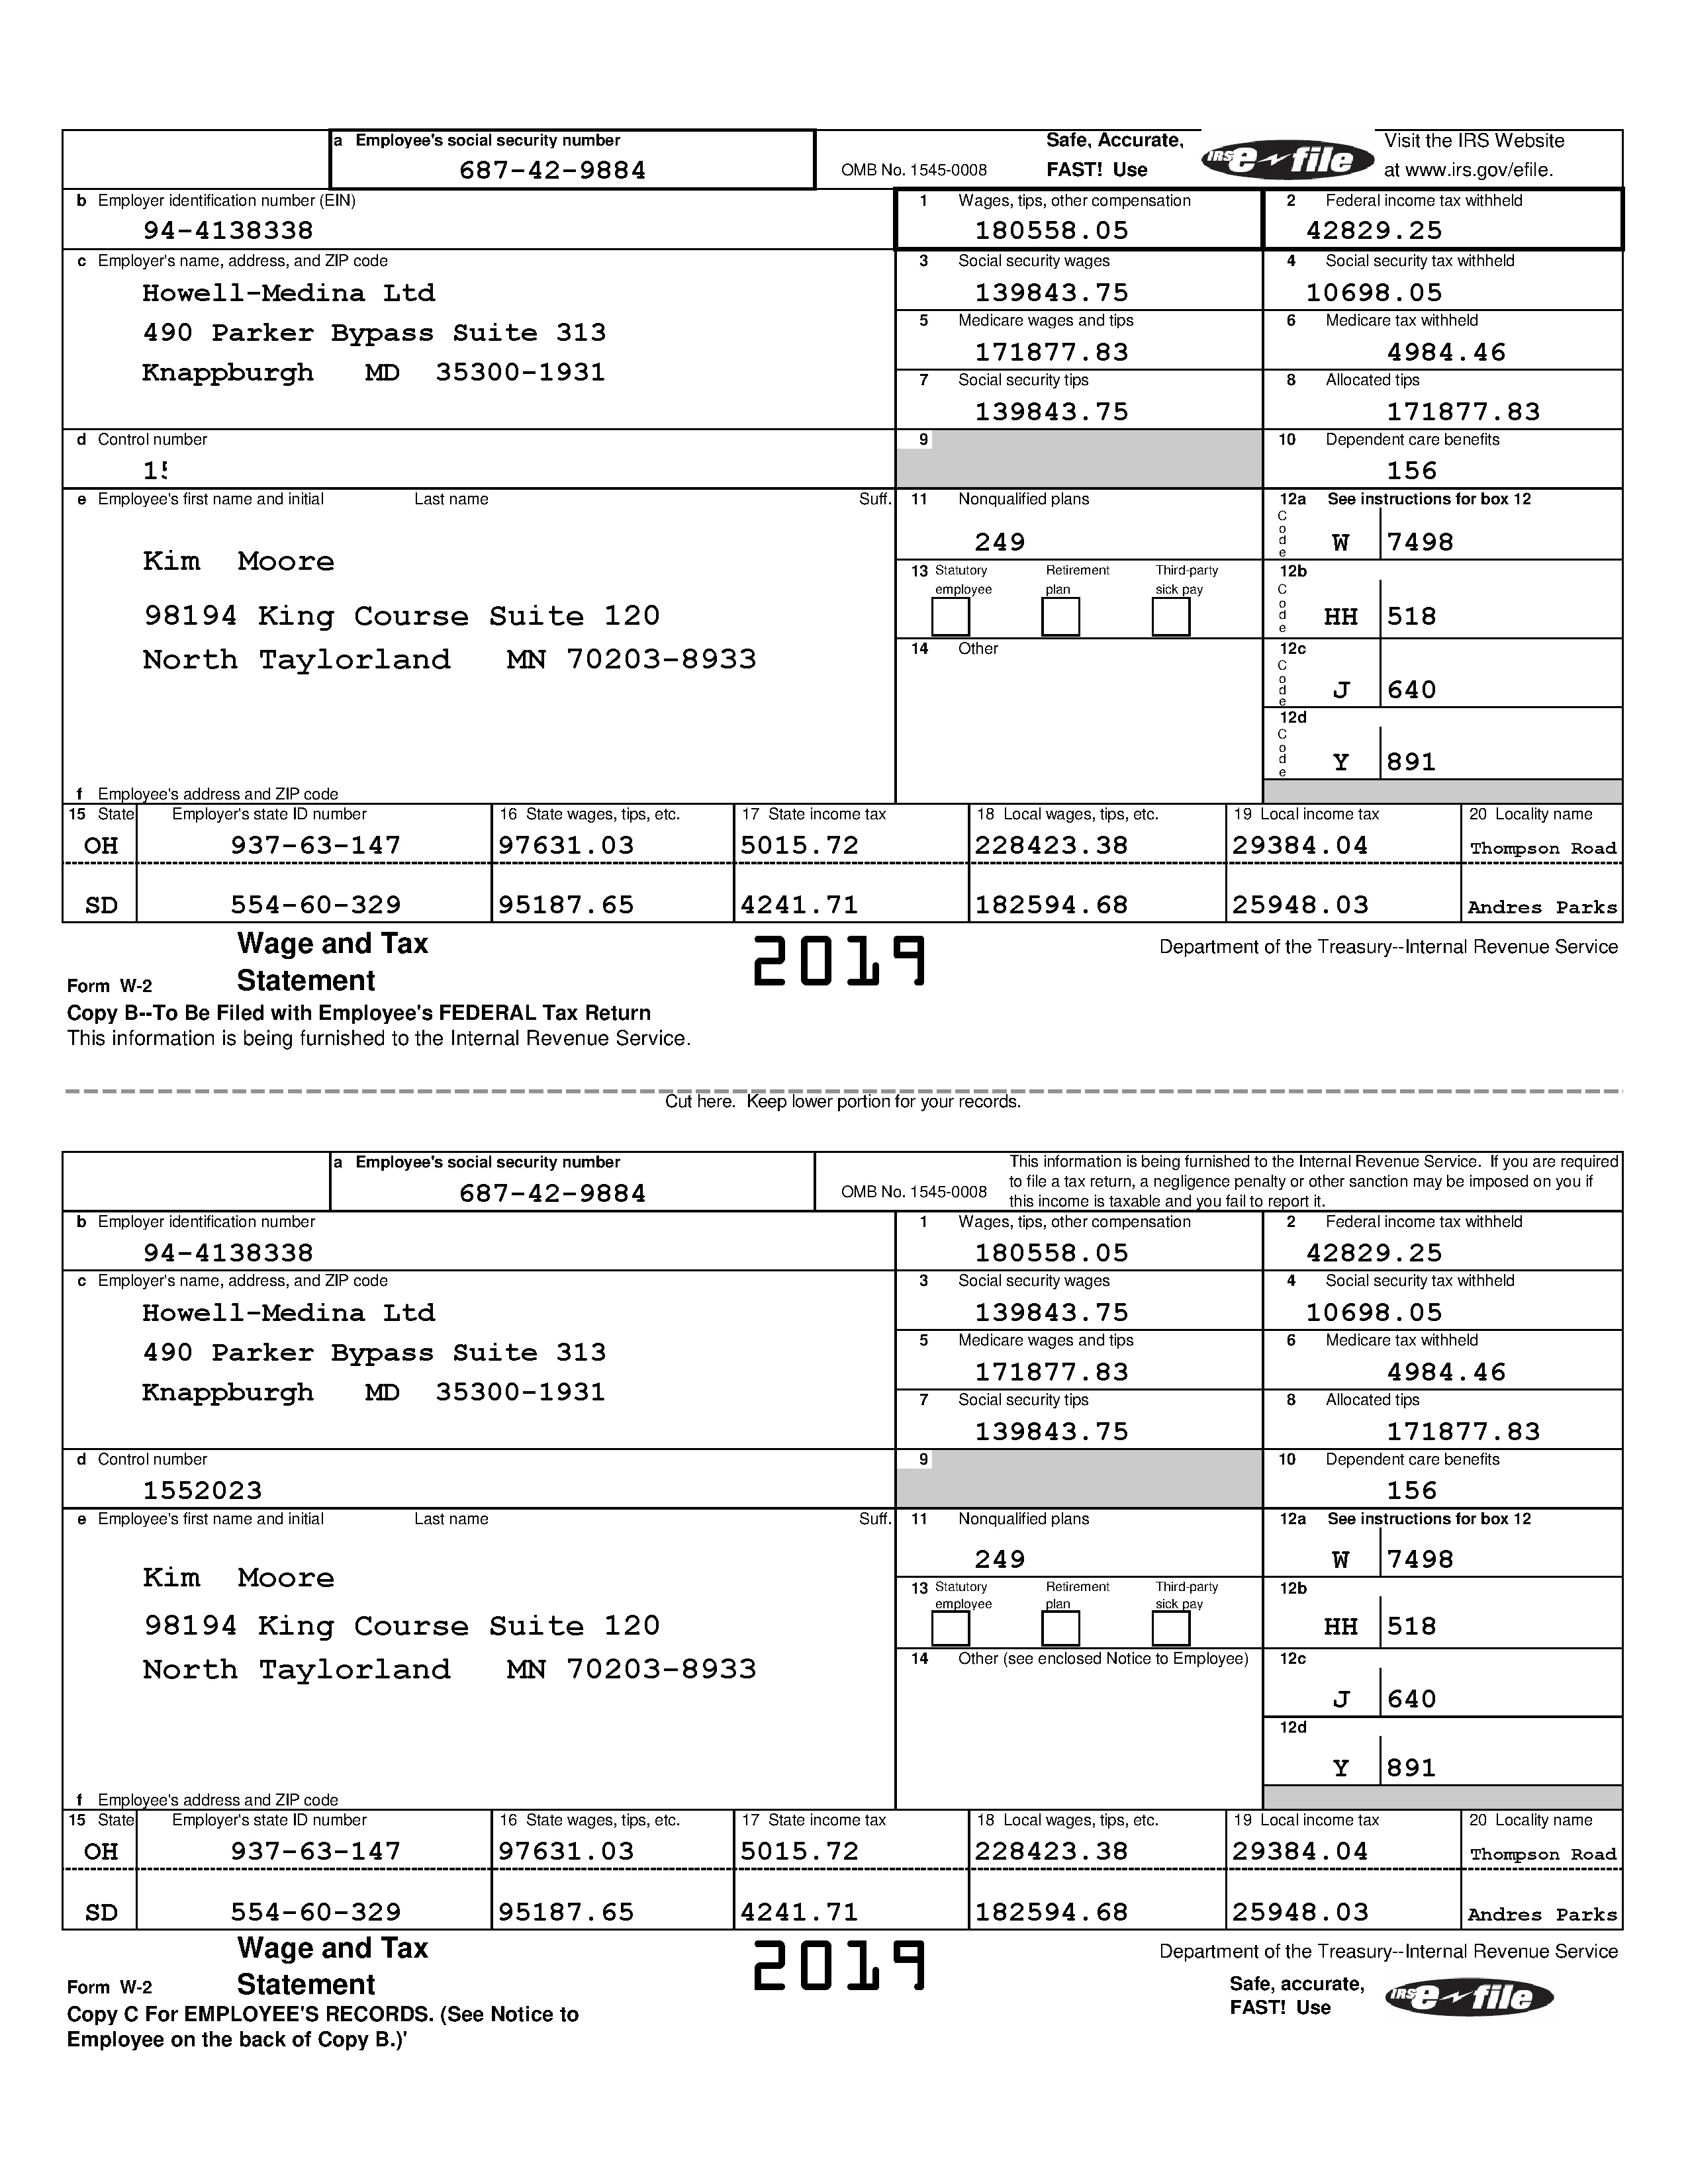 a Employee's social security number
687-42-9884
OMB No. 1545-0008
Safe, Accurate,
FAST! Use
IRS e-file
Visit the IRS Website
at www.irs.gov/efile.
b Employer identification number (EIN)
94-4138338
1 Wages, tips, other compensation
180558.05
2 Federal income tax withheld
42829.25
c Employer's name, address, and ZIP code
Howell-Medina Ltd
490 Parker Bypass Suite 313
Knappburgh MD 35300-1931
3 Social security wages
139843.75
4 Social security tax withheld
10698.05
5 Medicare wages and tips
171877.83
6 Medicare tax withheld
4984.46
7 Social security tips
139843.75
8 Allocated tips
171877.83
d Control number
9
10 Dependent care benefits
156
e Employee's first name and initial Last name Suff.
Kim Moore
98194 King Course Suite 120
North Taylorland MN 70203-8933
f Employee's address and ZIP code
11 Nonqualified plans
249
12a See instructions for box 12
Code W 7498
13 Statutory employee Retirement plan Third-party sick pay
12b
Code HH 518
14 Other
12c
Code J 640
12d
Code Y 891
15 State Employer's state ID number 16 State wages, tips, etc. 17 State income tax 18 Local wages, tips, etc. 19 Local income tax 20 Locality name
OH 937-63-147 97631.03 5015.72 228423.38 29384.04 Thompson Road
SD 554-60-329 95187.65 4241.71 182594.68 25948.03 Andres Parks
Form W-2 Wage and Tax Statement
2019
Department of the Treasury--Internal Revenue Service
Copy B--To Be Filed with Employee's FEDERAL Tax Return
This information is being furnished to the Internal Revenue Service.
Cut here. Keep lower portion for your records.
a Employee's social security number
687-42-9884
OMB No. 1545-0008
This information is being furnished to the Internal Revenue Service. If you are required
to file a tax return, a negligence penalty or other sanction may be imposed on you if
this income is taxable and you fail to report it.
b Employer identification number
94-4138338
1 Wages, tips, other compensation
180558.05
2 Federal income tax withheld
42829.25
c Employer's name, address, and ZIP code
Howell-Medina Ltd
490 Parker Bypass Suite 313
Knappburgh MD 35300-1931
3 Social security wages
139843.75
4 Social security tax withheld
10698.05
5 Medicare wages and tips
171877.83
6 Medicare tax withheld
4984.46
7 Social security tips
139843.75
8 Allocated tips
171877.83
d Control number
1552023
9
10 Dependent care benefits
156
e Employee's first name and initial Last name Suff.
Kim Moore
98194 King Course Suite 120
North Taylorland MN 70203-8933
f Employee's address and ZIP code
11 Nonqualified plans
249
12a See instructions for box 12
W 7498
13 Statutory employee Retirement plan Third-party sick pay
12b
HH 518
14 Other (see enclosed Notice to Employee)
12c
J 640
12d
Y 891
15 State Employer's state ID number 16 State wages, tips, etc. 17 State income tax 18 Local wages, tips, etc. 19 Local income tax 20 Locality name
OH 937-63-147 97631.03 5015.72 228423.38 29384.04 Thompson Road
SD 554-60-329 95187.65 4241.71 182594.68 25948.03 Andres Parks
Form W-2 Wage and Tax Statement
2019
Department of the Treasury--Internal Revenue Service
Safe, accurate,
FAST! Use
IRS e-file
Copy C For EMPLOYEE'S RECORDS. (See Notice to
Employee on the back of Copy B.)'